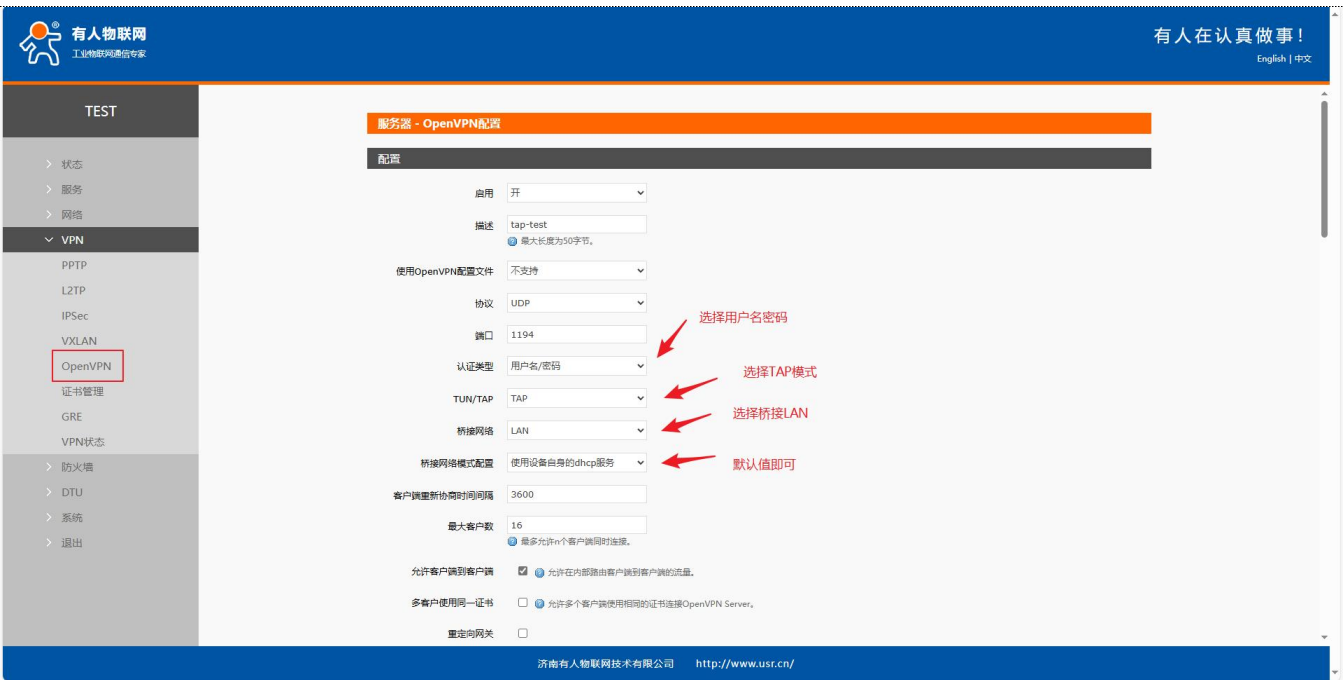 有人物联网
工业物联网通信专家
有人在认真做事!
English | 中文
TEST
状态
服务
网络
VPN
PPTP
L2TP
IPSec
VXLAN
OpenVPN
证书管理
GRE
VPN状态
防火墙
DTU
系统
退出
服务器 - OpenVPN配置
配置
启用 开
描述 tap-test
最大长度为50字节。
使用OpenVPN配置文件 不支持
协议 UDP
端口 1194
选择用户名密码
认证类型 用户名/密码
选择TAP模式
TUN/TAP TAP
选择桥接LAN
桥接网络 LAN
桥接网络模式配置 使用设备自身的dhcp服务
默认值即可
客户端重新协商时间间隔 3600
最大客户数 16
最多允许n个客户端同时连接。
允许客户端到客户端 允许在内部路由客户端到客户端的流量。
多客户使用同一证书 允许多个客户端使用相同的证书连接OpenVPN Server。
重定向网关
济南有人物联网技术有限公司 http://www.usr.cn/